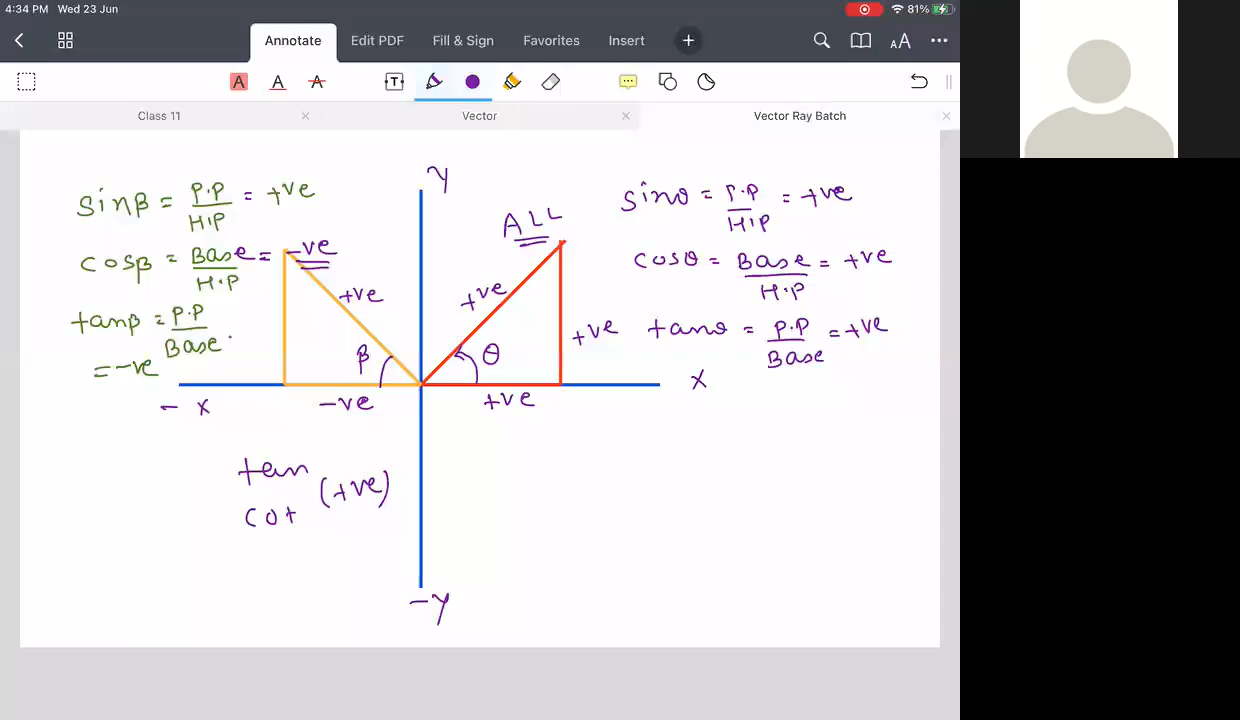 4:34 PM Wed 23 Jun
81%
Annotate Edit PDF Fill & Sign Favorites Insert
A A A T AA
Class 11 Vector Vector Ray Batch
Y
sinβ = P.P/H.P = +ve
cosβ = Base/H.P = -ve
tanβ = P.P/Base
= -ve
ALL
sinθ = P.P/H.P = +ve
cosθ = Base/H.P = +ve
tanθ = P.P/Base = +ve
+ve
+ve
+ve
β
θ
X
- X
-ve
+ve
tan
cot
(+ve)
-Y